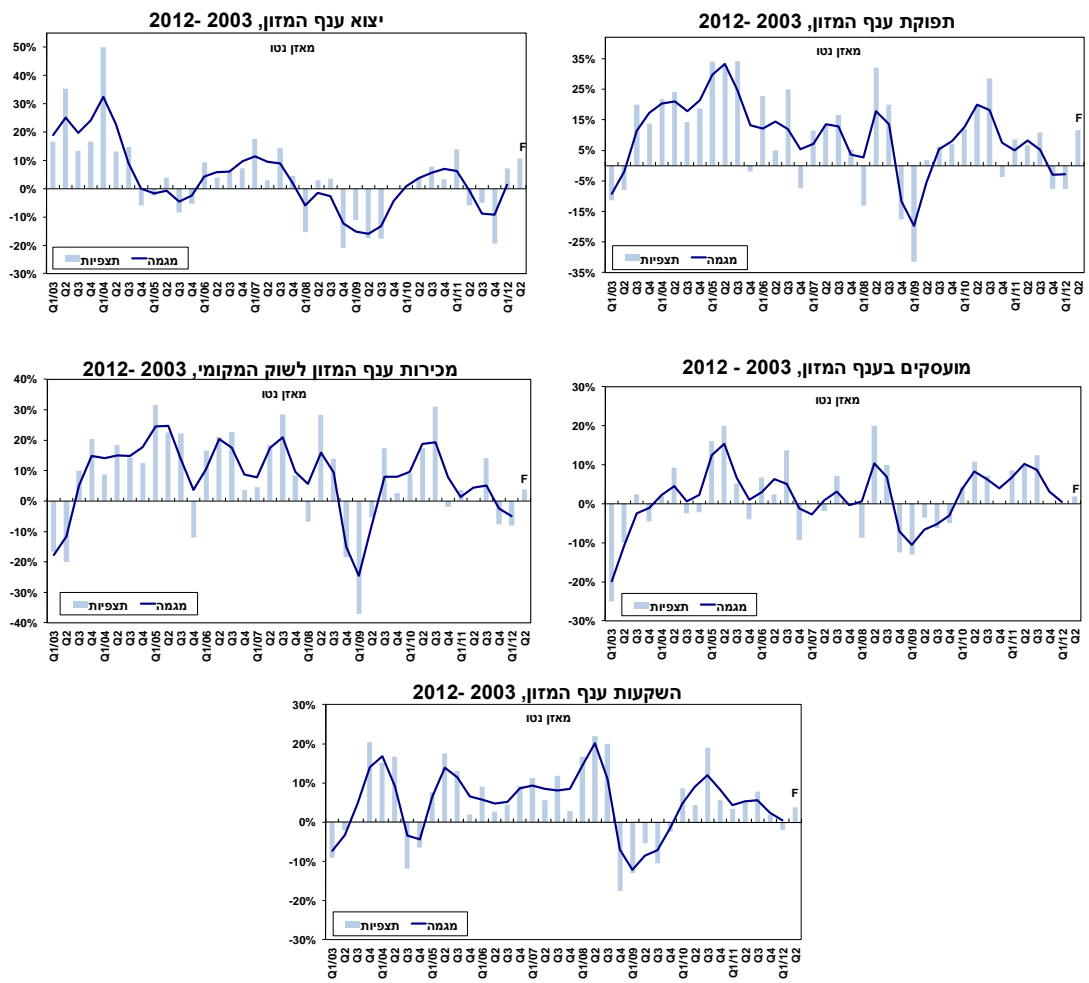 תפוקת ענף המזון, 2003 -2012
מאזן נטו
35%
25%
15%
5%
-5%
-15%
-25%
-35%
F
תצפיות מגמה
Q1/03 Q2 Q3 Q4 Q1/04 Q2 Q3 Q4 Q1/05 Q2 Q3 Q4 Q1/06 Q2 Q3 Q4 Q1/07 Q2 Q3 Q4 Q1/08 Q2 Q3 Q4 Q1/09 Q2 Q3 Q4 Q1/10 Q2 Q3 Q4 Q1/11 Q2 Q3 Q4 Q1/12 Q2
יצוא ענף המזון, 2003 -2012
מאזן נטו
50%
40%
30%
20%
10%
0%
-10%
-20%
-30%
F
תצפיות מגמה
Q1/03 Q2 Q3 Q4 Q1/04 Q2 Q3 Q4 Q1/05 Q2 Q3 Q4 Q1/06 Q2 Q3 Q4 Q1/07 Q2 Q3 Q4 Q1/08 Q2 Q3 Q4 Q1/09 Q2 Q3 Q4 Q1/10 Q2 Q3 Q4 Q1/11 Q2 Q3 Q4 Q1/12 Q2
מועסקים בענף המזון, 2003 - 2012
מאזן נטו
30%
20%
10%
0%
-10%
-20%
-30%
F
תצפיות מגמה
Q1/03 Q2 Q3 Q4 Q1/04 Q2 Q3 Q4 Q1/05 Q2 Q3 Q4 Q1/06 Q2 Q3 Q4 Q1/07 Q2 Q3 Q4 Q1/08 Q2 Q3 Q4 Q1/09 Q2 Q3 Q4 Q1/10 Q2 Q3 Q4 Q1/11 Q2 Q3 Q4 Q1/12 Q2
מכירות ענף המזון לשוק המקומי, 2003 -2012
מאזן נטו
40%
30%
20%
10%
0%
-10%
-20%
-30%
-40%
F
תצפיות מגמה
Q1/03 Q2 Q3 Q4 Q1/04 Q2 Q3 Q4 Q1/05 Q2 Q3 Q4 Q1/06 Q2 Q3 Q4 Q1/07 Q2 Q3 Q4 Q1/08 Q2 Q3 Q4 Q1/09 Q2 Q3 Q4 Q1/10 Q2 Q3 Q4 Q1/11 Q2 Q3 Q4 Q1/12 Q2
השקעות ענף המזון, 2003 -2012
מאזן נטו
30%
20%
10%
0%
-10%
-20%
-30%
F
תצפיות מגמה
Q1/03 Q2 Q3 Q4 Q1/04 Q2 Q3 Q4 Q1/05 Q2 Q3 Q4 Q1/06 Q2 Q3 Q4 Q1/07 Q2 Q3 Q4 Q1/08 Q2 Q3 Q4 Q1/09 Q2 Q3 Q4 Q1/10 Q2 Q3 Q4 Q1/11 Q2 Q3 Q4 Q1/12 Q2